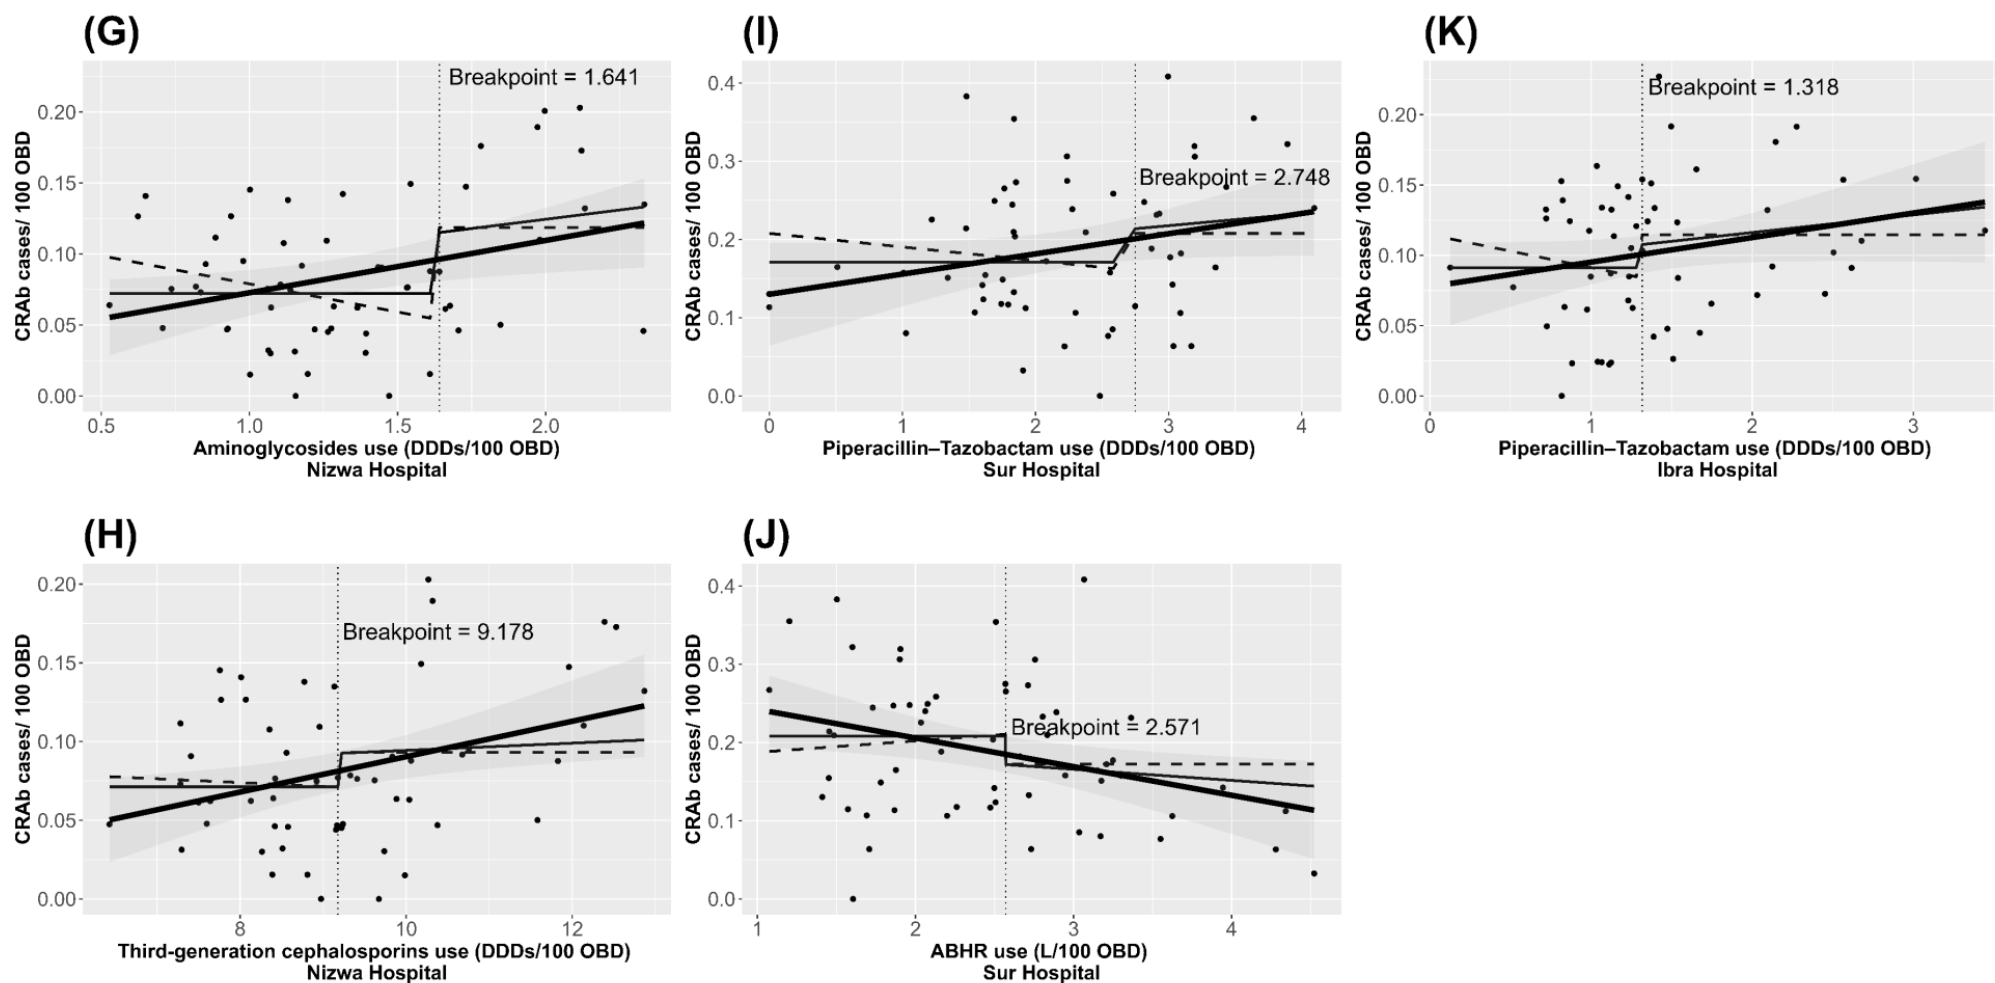 (G)
Breakpoint = 1.641
CRAb cases/ 100 OBD
0.20
0.15
0.10
0.05
0.00
0.5 1.0 1.5 2.0
Aminoglycosides use (DDDs/100 OBD)
Nizwa Hospital
(I)
Breakpoint = 2.748
CRAb cases/ 100 OBD
0.4
0.3
0.2
0.1
0.0
0 1 2 3 4
Piperacillin–Tazobactam use (DDDs/100 OBD)
Sur Hospital
(K)
Breakpoint = 1.318
CRAb cases/ 100 OBD
0.20
0.15
0.10
0.05
0.00
0 1 2 3
Piperacillin–Tazobactam use (DDDs/100 OBD)
Ibra Hospital
(H)
Breakpoint = 9.178
CRAb cases/ 100 OBD
0.20
0.15
0.10
0.05
0.00
8 10 12
Third-generation cephalosporins use (DDDs/100 OBD)
Nizwa Hospital
(J)
Breakpoint = 2.571
CRAb cases/ 100 OBD
0.4
0.3
0.2
0.1
0.0
1 2 3 4
ABHR use (L/100 OBD)
Sur Hospital